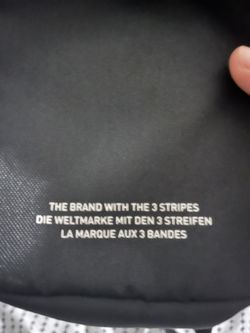 THE BRAND WITH THE 3 STRIPES
DIE WELTMARKE MIT DEN 3 STREIFEN
LA MARQUE AUX 3 BANDES